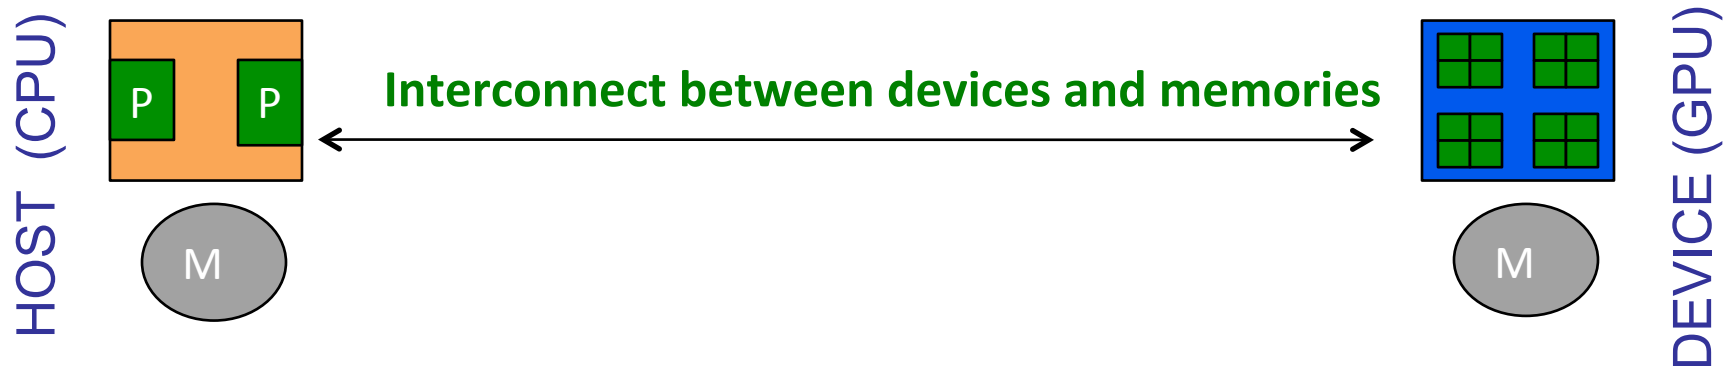 HOST (CPU)
P
P
M
Interconnect between devices and memories
M
DEVICE (GPU)